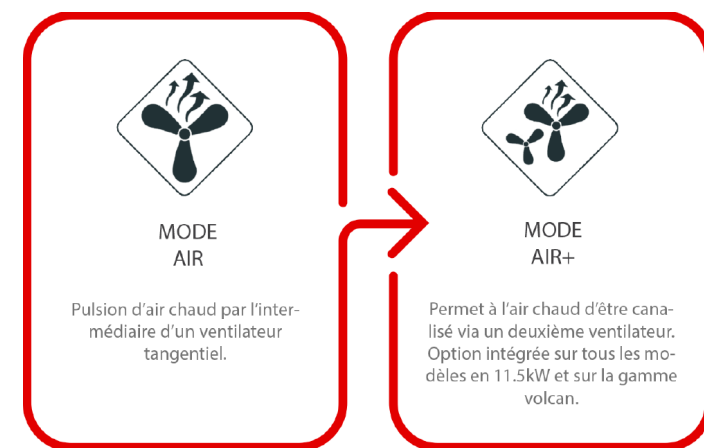 MODE
AIR
Pulsion d'air chaud par l'inter-
médiaire d'un ventilateur
tangentiel.
MODE
AIR+
Permet à l'air chaud d'être cana-
lisé via un deuxième ventilateur.
Option intégrée sur tous les mo-
dèles en 11.5kW et sur la gamme
volcan.